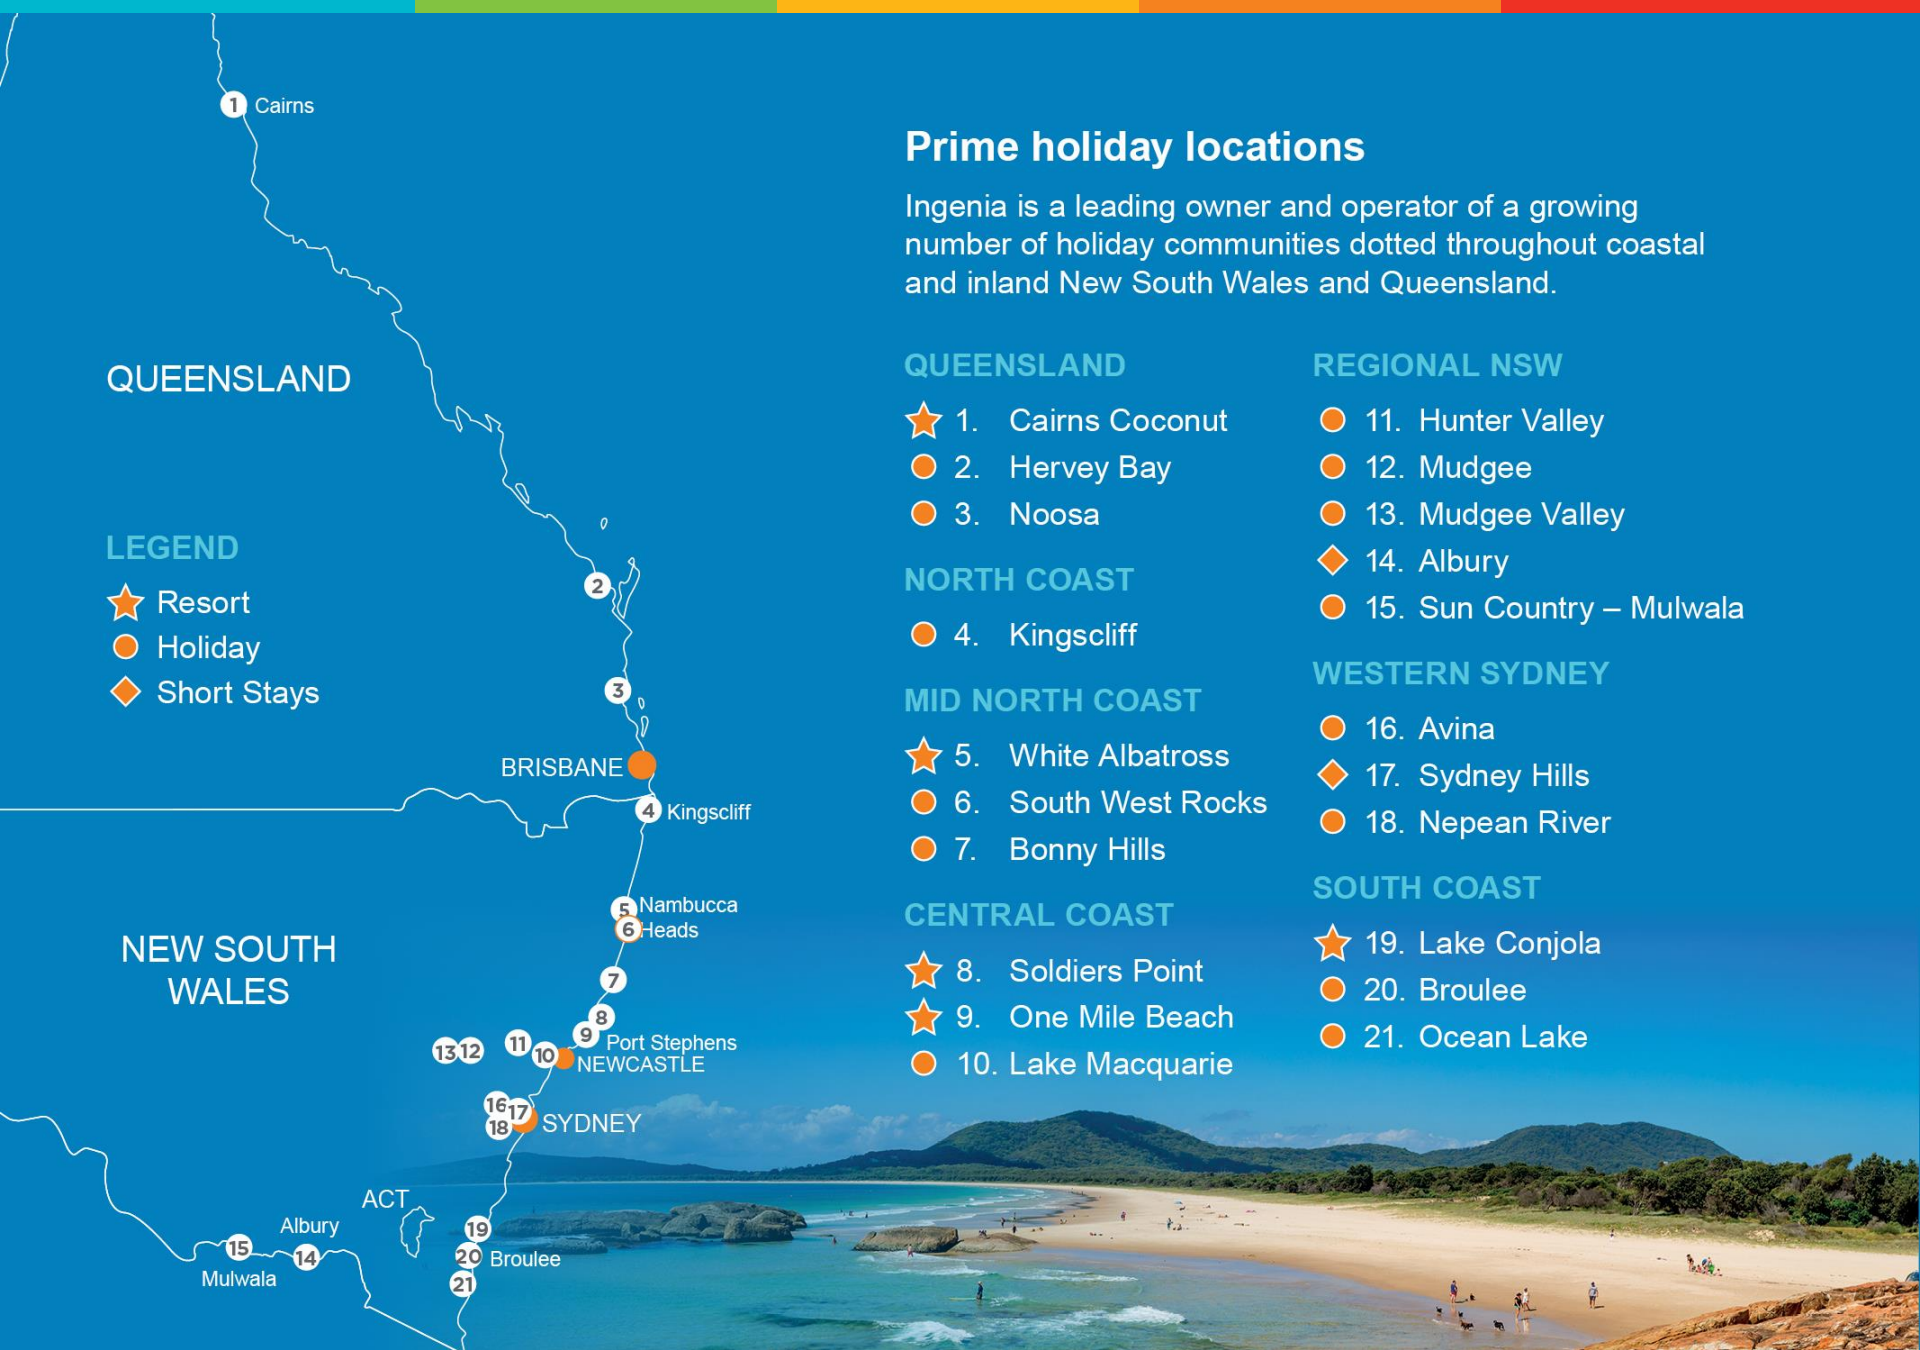 1 Cairns
QUEENSLAND
LEGEND
Resort
Holiday
Short Stays
2
3
BRISBANE
4 Kingscliff
NEW SOUTH
WALES
5 Nambucca
6 Heads
7
8
9 Port Stephens
13 12 11 10 NEWCASTLE
16 17
18 SYDNEY
ACT
Albury
15 14
Mulwala
19
20 Broulee
21
Prime holiday locations
Ingenia is a leading owner and operator of a growing
number of holiday communities dotted throughout coastal
and inland New South Wales and Queensland.
QUEENSLAND
1. Cairns Coconut
2. Hervey Bay
3. Noosa
NORTH COAST
4. Kingscliff
MID NORTH COAST
5. White Albatross
6. South West Rocks
7. Bonny Hills
CENTRAL COAST
8. Soldiers Point
9. One Mile Beach
10. Lake Macquarie
REGIONAL NSW
11. Hunter Valley
12. Mudgee
13. Mudgee Valley
14. Albury
15. Sun Country – Mulwala
WESTERN SYDNEY
16. Avina
17. Sydney Hills
18. Nepean River
SOUTH COAST
19. Lake Conjola
20. Broulee
21. Ocean Lake